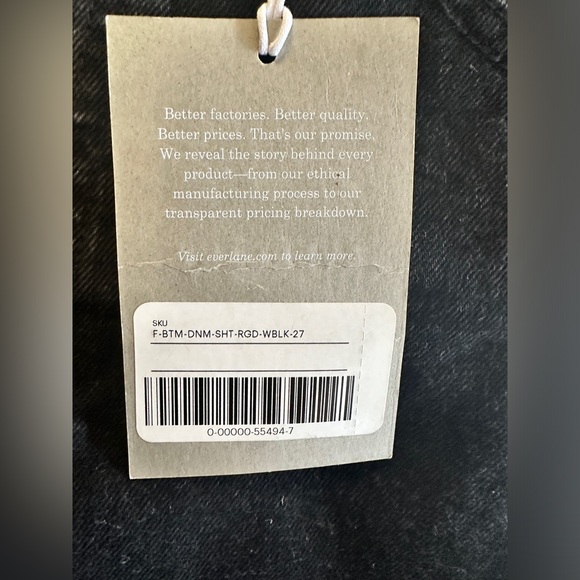 Better factories. Better quality.
Better prices. That's our promise.
We reveal the story behind every
product—from our ethical
manufacturing process to our
transparent pricing breakdown.
Visit everlane.com to learn more.
SKU
F-BTM-DNM-SHT-RGD-WBLK-27
0-00000-55494-7